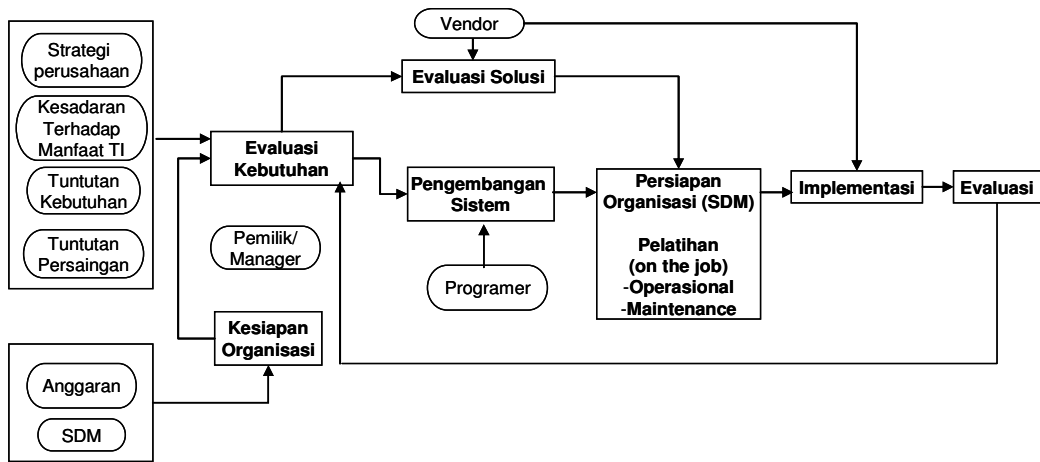 Vendor
Strategi
perusahaan
Kesadaran
Terhadap
Manfaat TI
Tuntutan
Kebutuhan
Tuntutan
Persaingan
Evaluasi Solusi
Evaluasi
Kebutuhan
Pengembangan
Sistem
Persiapan
Organisasi (SDM)
Pelatihan
(on the job)
-Operasional
-Maintenance
Implementasi
Evaluasi
Pemilik/
Manager
Programer
Kesiapan
Organisasi
Anggaran
SDM